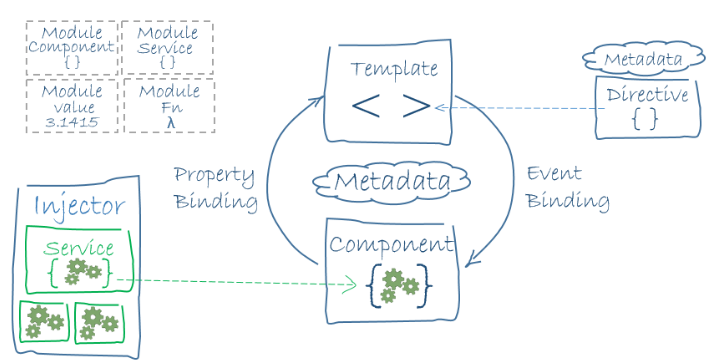 Module
Component
{ }
Module
Service
{ }
Module
value
3.1415
Module
Fn
λ
Template
< >
Metadata
Directive
{ }
Property
Binding
Metadata
Event
Binding
Injector
Service
{ }
Component
{ }